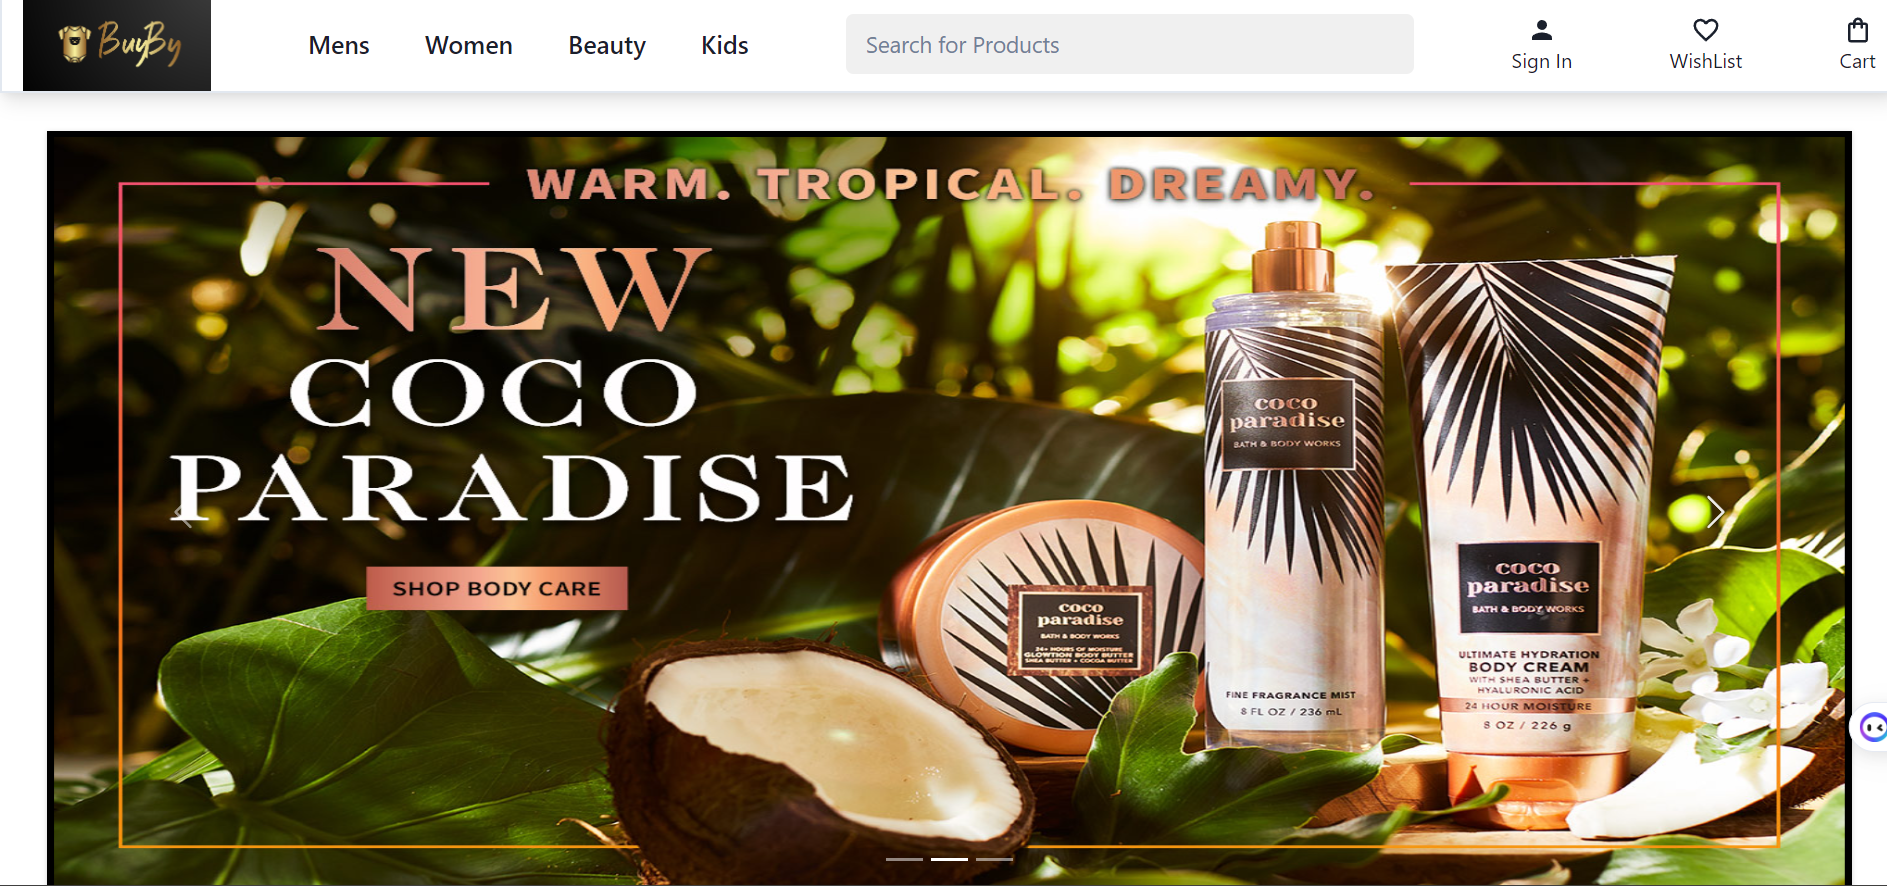 BuyBy
Mens
Women
Beauty
Kids
Search for Products
Sign In
WishList
Cart
WARM. TROPICAL. DREAMY.
NEW
COCO
PARADISE
SHOP BODY CARE
coco
paradise
BATH & BODY WORKS
24+ HOURS OF MOISTURE
GLOWTION BODY BUTTER
SHEA BUTTER + COCOA BUTTER
coco
paradise
BATH & BODY WORKS
FINE FRAGRANCE MIST
8 FL OZ / 236 mL
coco
paradise
BATH & BODY WORKS
ULTIMATE HYDRATION
BODY CREAM
WITH SHEA BUTTER +
HYALURONIC ACID
24 HOUR MOISTURE
8 OZ / 226 g